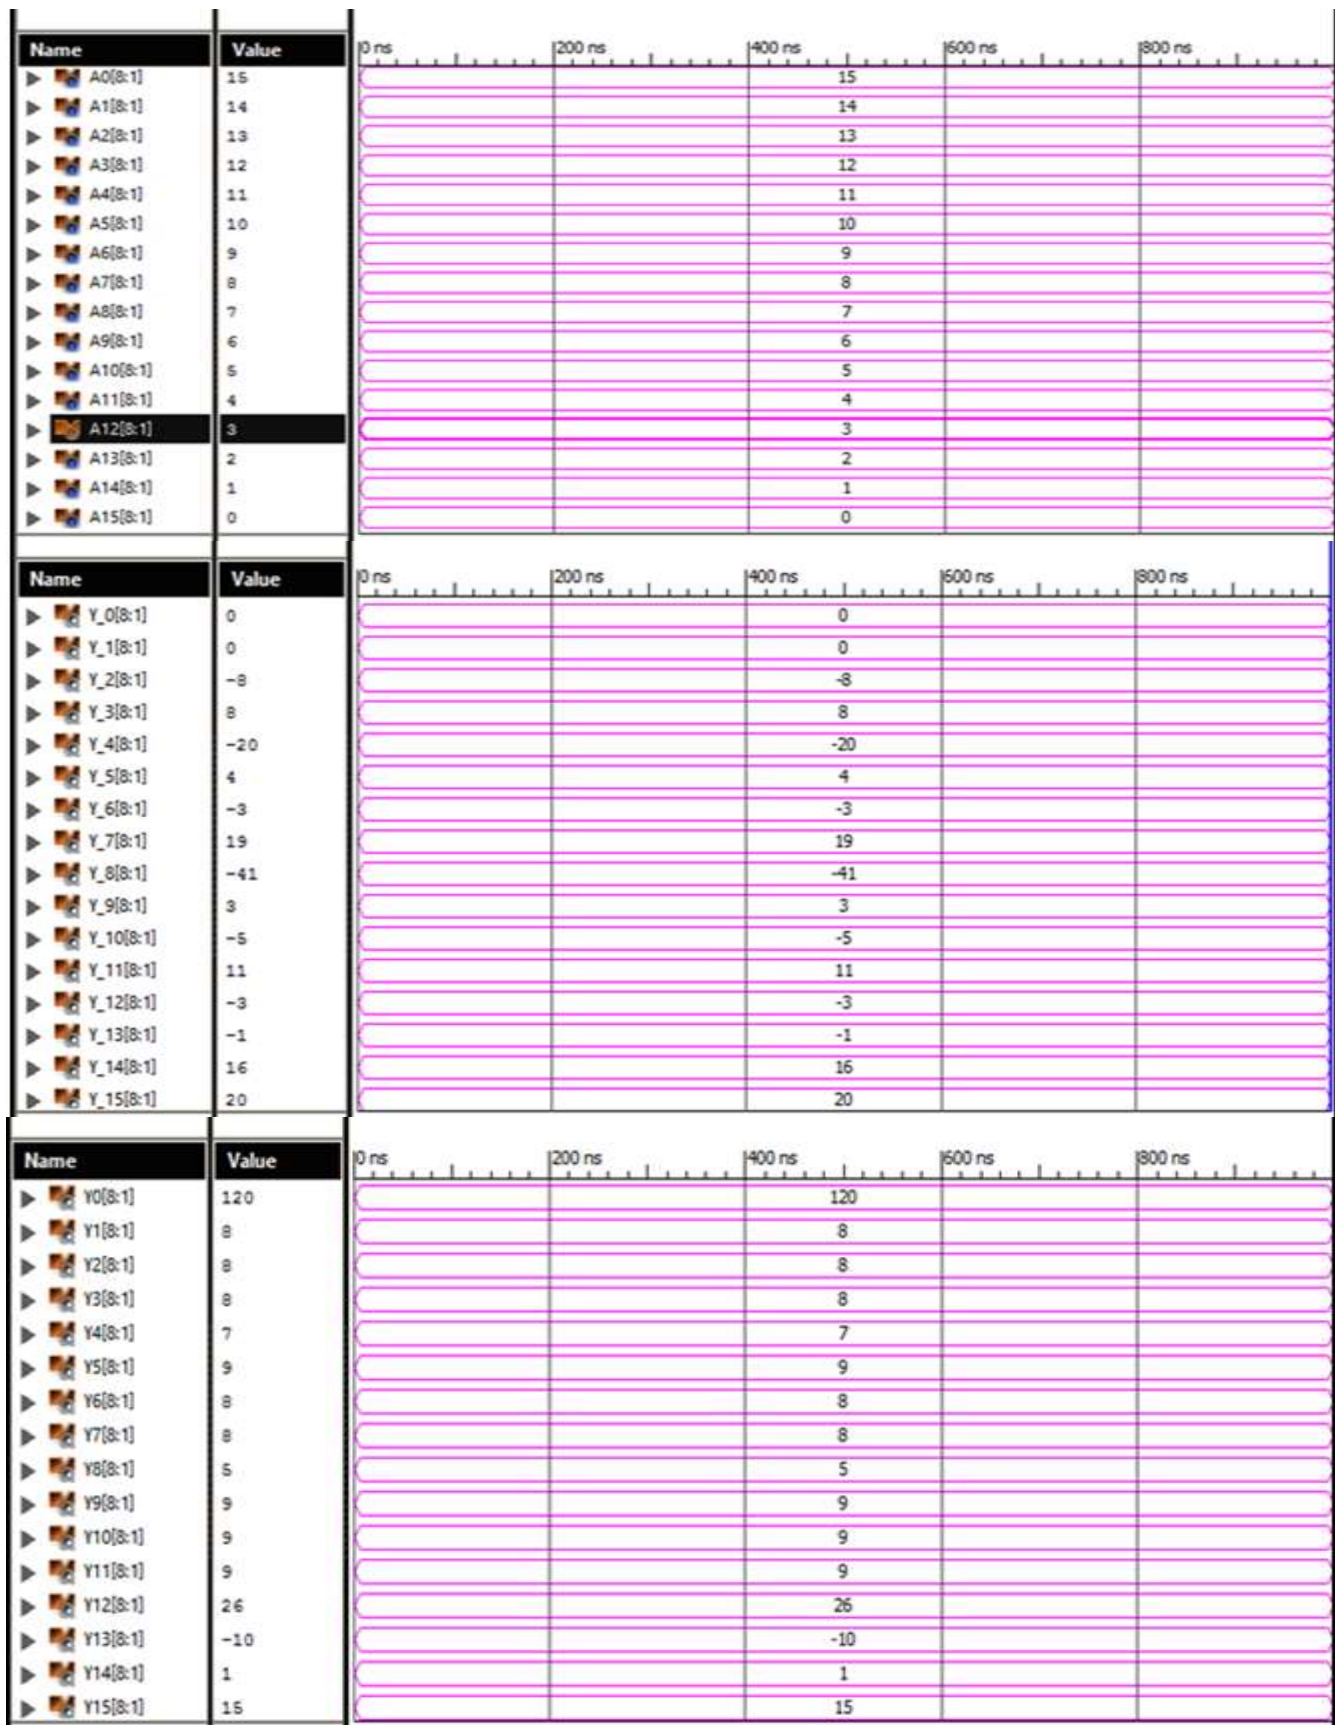 Name Value 0 ns 200 ns 400 ns 600 ns 800 ns
A0[8:1] 15 15
A1[8:1] 14 14
A2[8:1] 13 13
A3[8:1] 12 12
A4[8:1] 11 11
A5[8:1] 10 10
A6[8:1] 9 9
A7[8:1] 8 8
A8[8:1] 7 7
A9[8:1] 6 6
A10[8:1] 5 5
A11[8:1] 4 4
A12[8:1] 3 3
A13[8:1] 2 2
A14[8:1] 1 1
A15[8:1] 0 0
Name Value 0 ns 200 ns 400 ns 600 ns 800 ns
Y_0[8:1] 0 0
Y_1[8:1] 0 0
Y_2[8:1] -8 -8
Y_3[8:1] 8 8
Y_4[8:1] -20 -20
Y_5[8:1] 4 4
Y_6[8:1] -3 -3
Y_7[8:1] 19 19
Y_8[8:1] -41 -41
Y_9[8:1] 3 3
Y_10[8:1] -5 -5
Y_11[8:1] 11 11
Y_12[8:1] -3 -3
Y_13[8:1] -1 -1
Y_14[8:1] 16 16
Y_15[8:1] 20 20
Name Value 0 ns 200 ns 400 ns 600 ns 800 ns
Y0[8:1] 120 120
Y1[8:1] 8 8
Y2[8:1] 8 8
Y3[8:1] 8 8
Y4[8:1] 7 7
Y5[8:1] 9 9
Y6[8:1] 8 8
Y7[8:1] 8 8
Y8[8:1] 5 5
Y9[8:1] 9 9
Y10[8:1] 9 9
Y11[8:1] 9 9
Y12[8:1] 26 26
Y13[8:1] -10 -10
Y14[8:1] 1 1
Y15[8:1] 15 15